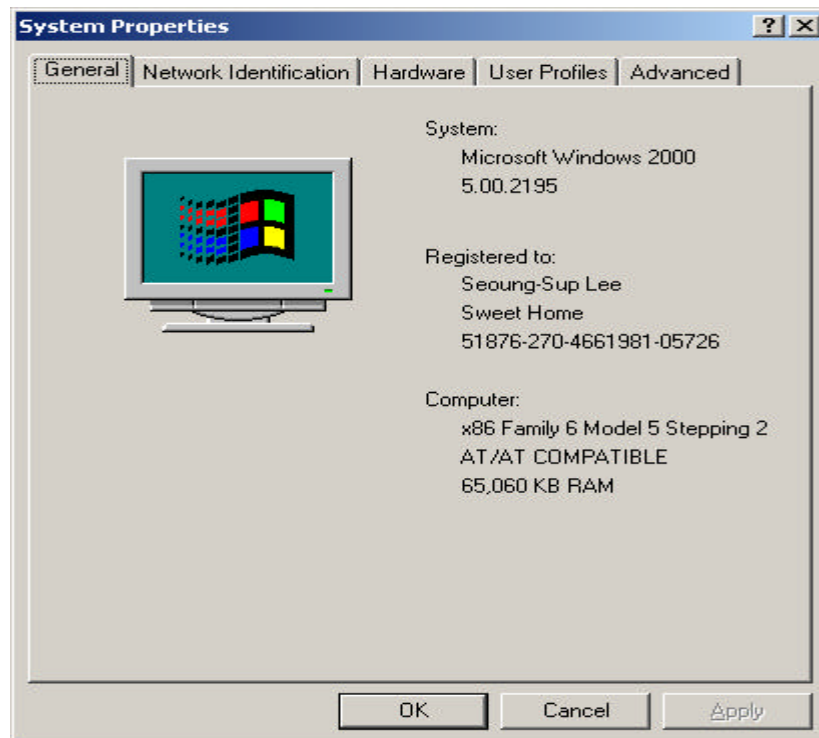 System Properties
General Network Identification Hardware User Profiles Advanced
System:
Microsoft Windows 2000
5.00.2195
Registered to:
Seoung-Sup Lee
Sweet Home
51876-270-4661981-05726
Computer:
x86 Family 6 Model 5 Stepping 2
AT/AT COMPATIBLE
65,060 KB RAM
OK Cancel Apply